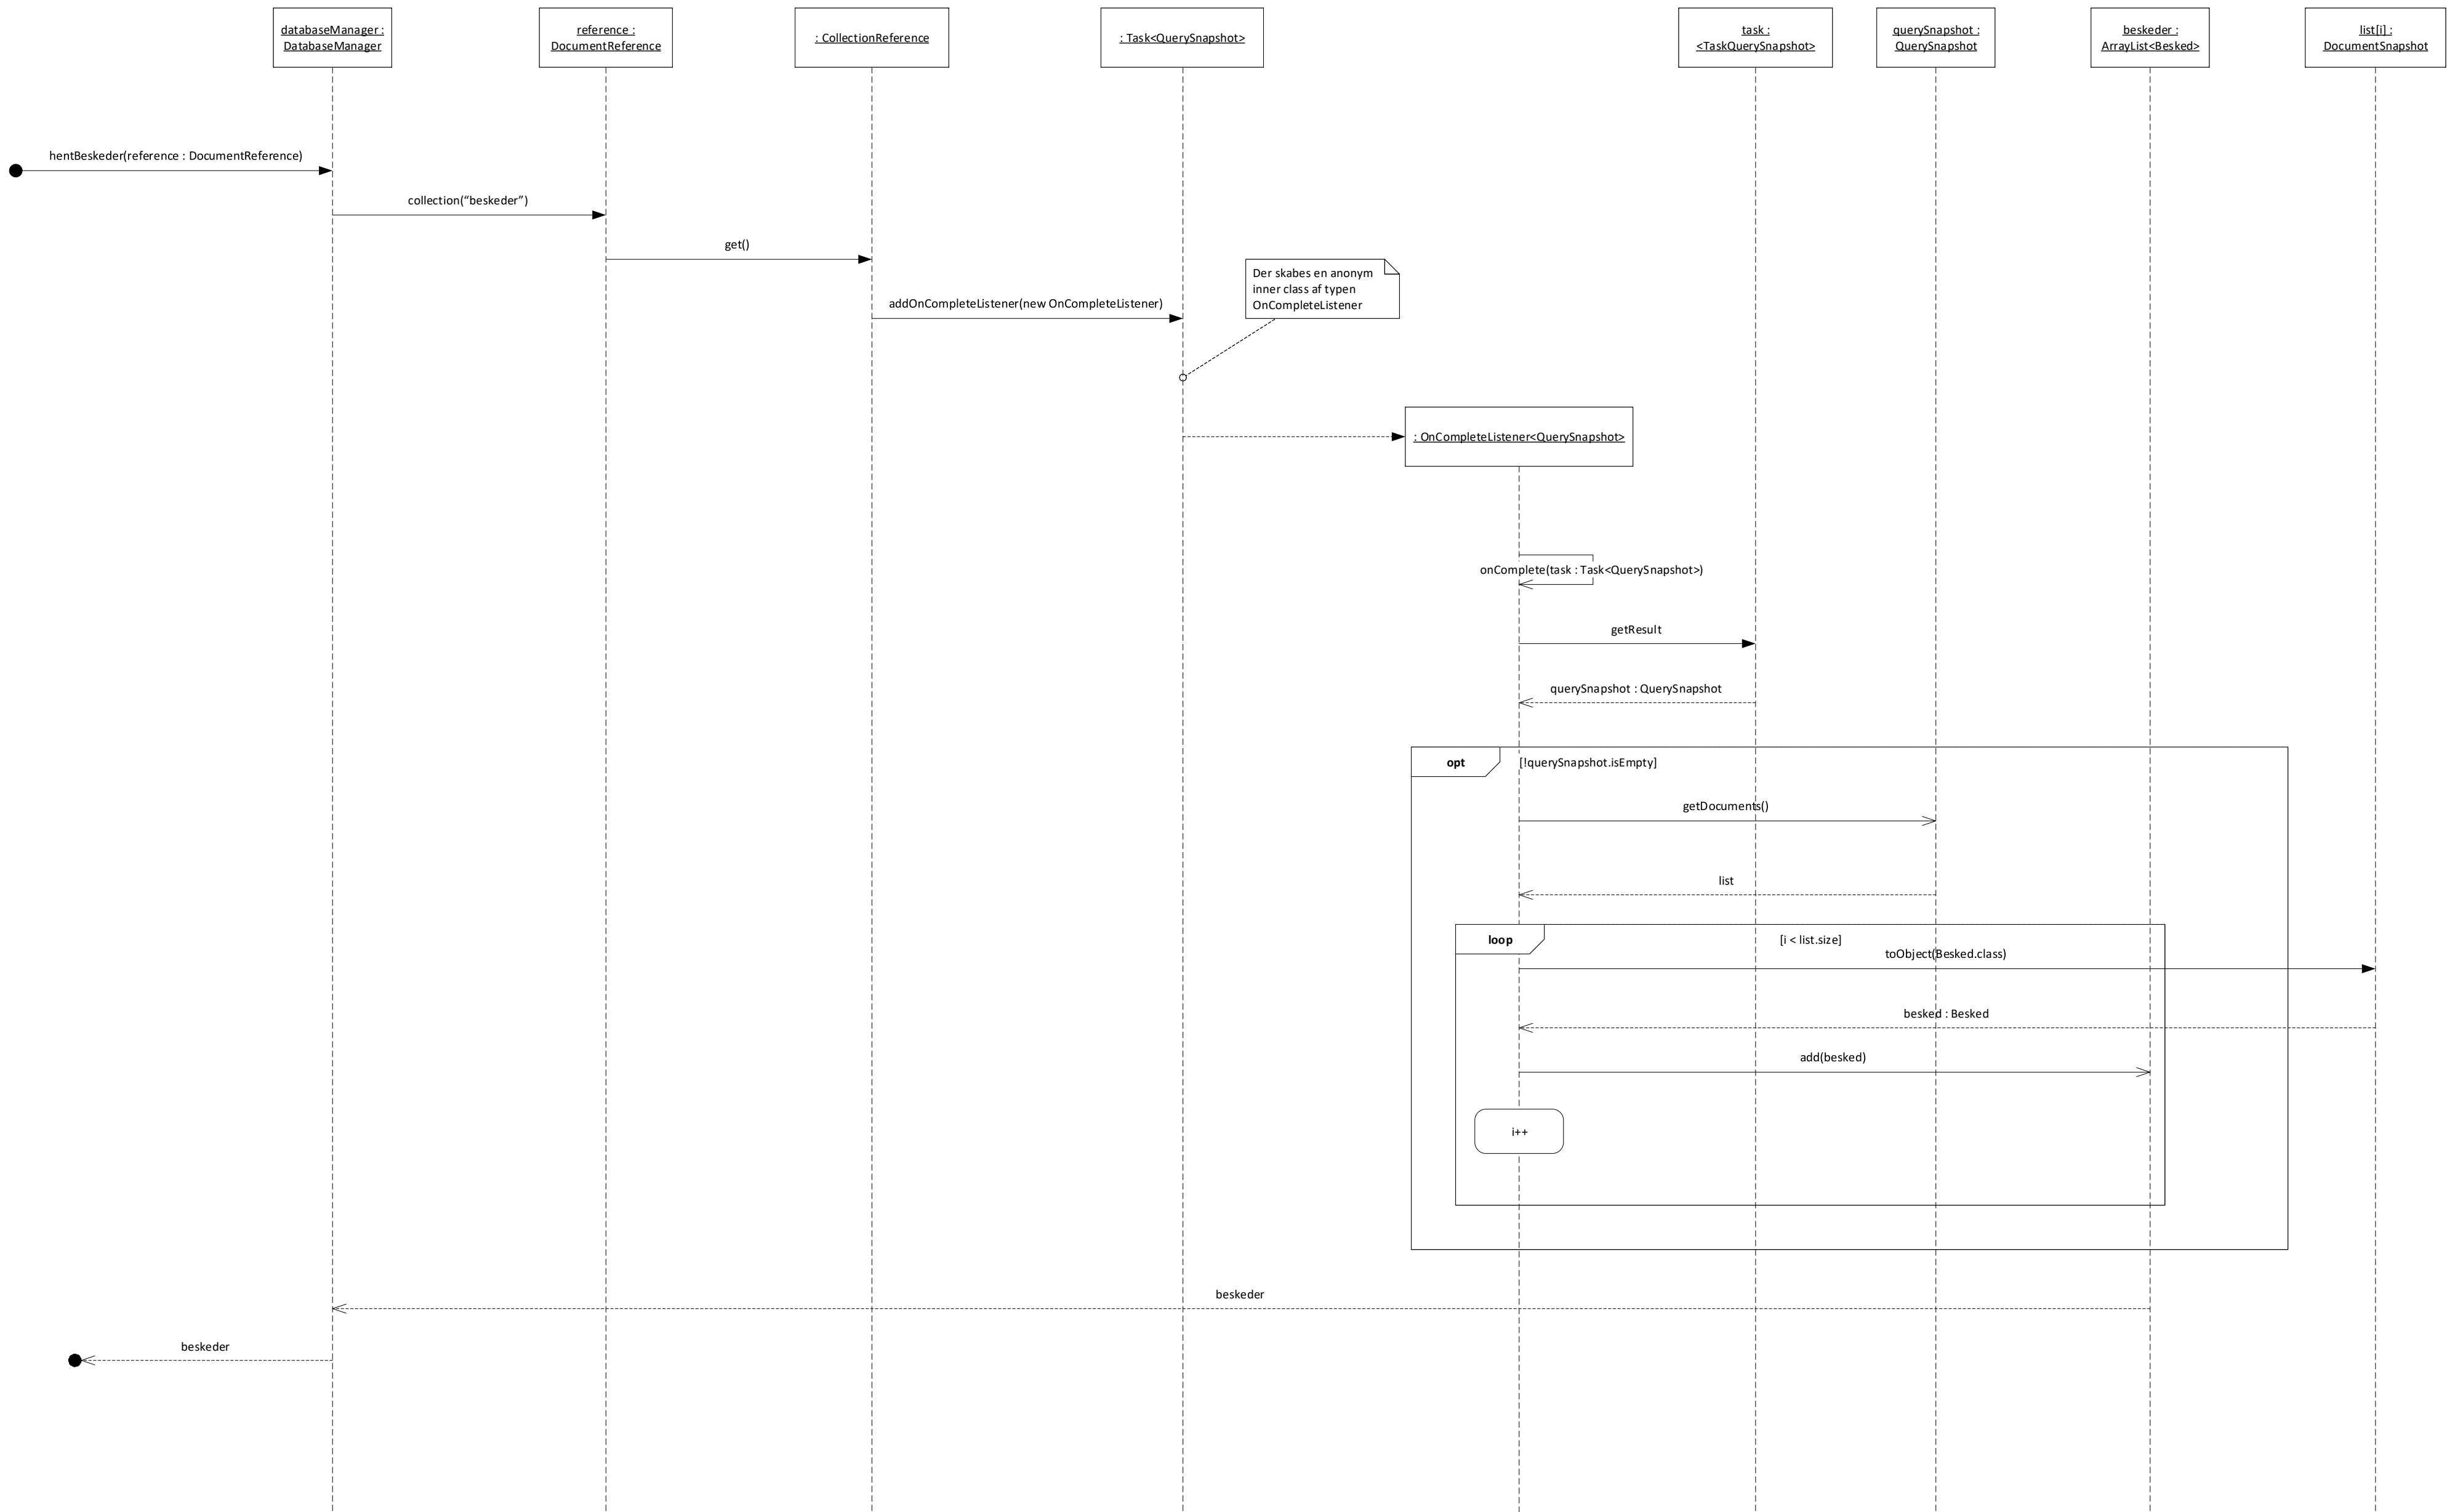 databaseManager :
DatabaseManager
reference :
DocumentReference
: CollectionReference
: Task<QuerySnapshot>
task :
<TaskQuerySnapshot>
querySnapshot :
QuerySnapshot
beskeder :
ArrayList<Besked>
list[i] :
DocumentSnapshot
hentBeskeder(reference : DocumentReference)
collection(“beskeder”)
get()
Der skabes en anonym
inner class af typen
OnCompleteListener
addOnCompleteListener(new OnCompleteListener)
: OnCompleteListener<QuerySnapshot>
onComplete(task : Task<QuerySnapshot>)
getResult
querySnapshot : QuerySnapshot
opt
[!querySnapshot.isEmpty]
getDocuments()
list
loop
[i < list.size]
toObject(Besked.class)
besked : Besked
add(besked)
i++
beskeder
beskeder